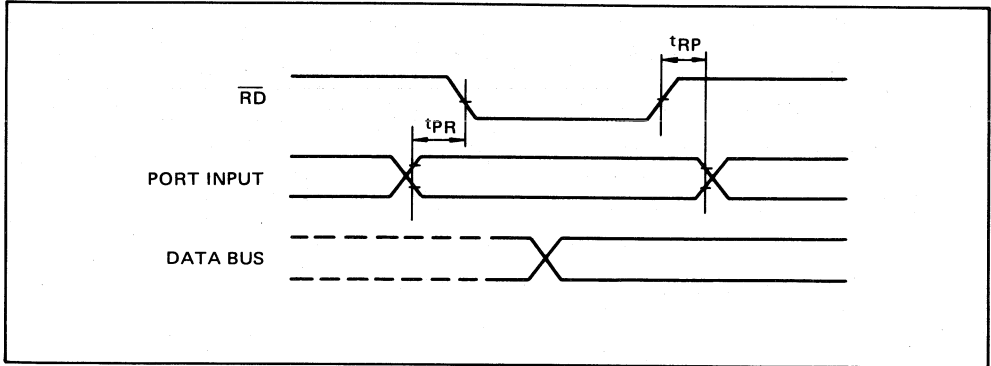 tRP
RD
tPR
PORT INPUT
DATA BUS